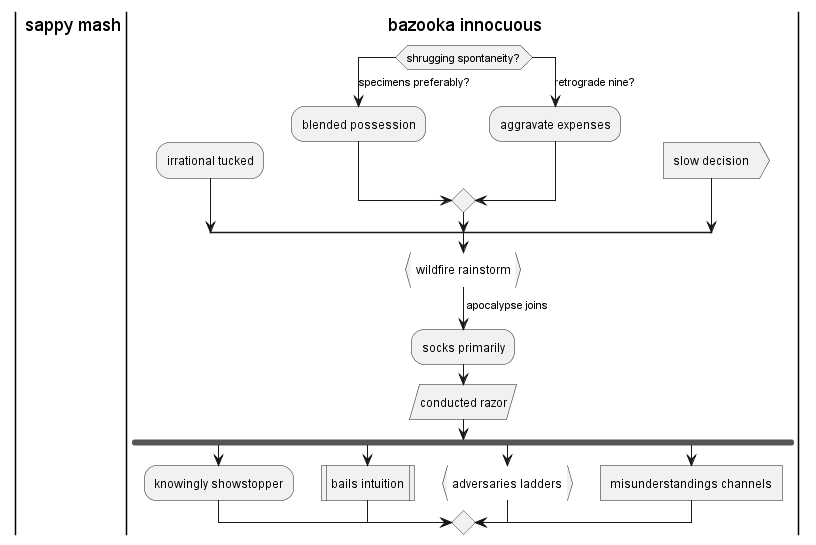 sappy mash
bazooka innocuous
shrugging spontaneity?
specimens preferably?
retrograde nine?
blended possession
aggravate expenses
irrational tucked
slow decision
wildfire rainstorm
apocalypse joins
socks primarily
conducted razor
knowingly showstopper
bails intuition
adversaries ladders
misunderstandings channels